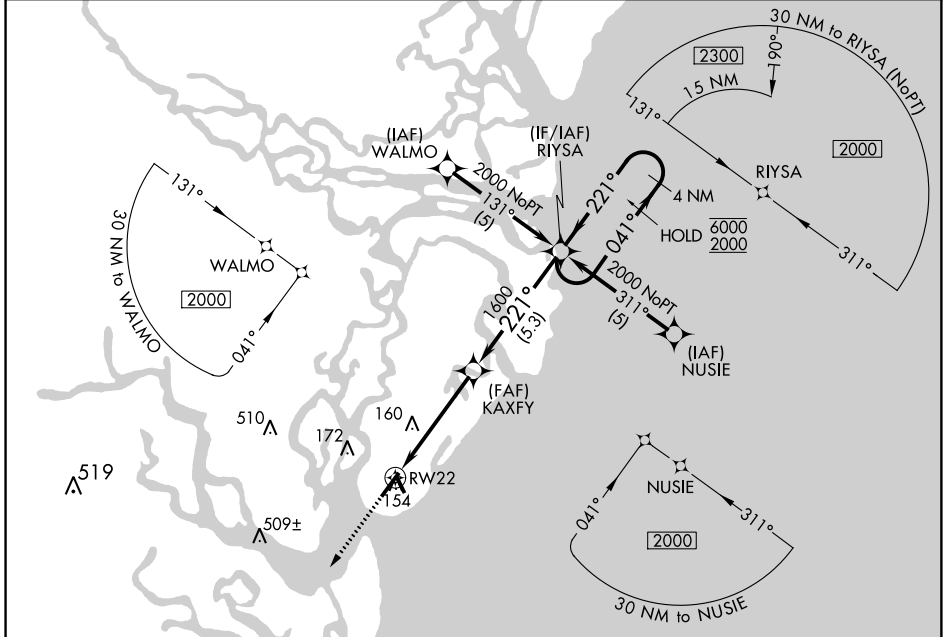 30 NM to RIYSA (NoPT)
2300
190°
15 NM
131°
2000
RIYSA
311°
(IAF)
WALMO
(IF/IAF)
RIYSA
2000 NoPT
131°
(5)
221°
041°
4 NM
HOLD
6000
2000
2000 NoPT
311°
(5)
(IAF)
NUSIE
1600
221°
(5.3)
(FAF)
KAXFY
131°
WALMO
2000
041°
30 NM to WALMO
510
172
160
519
RW22
154
509±
NUSIE
041°
311°
2000
30 NM to NUSIE